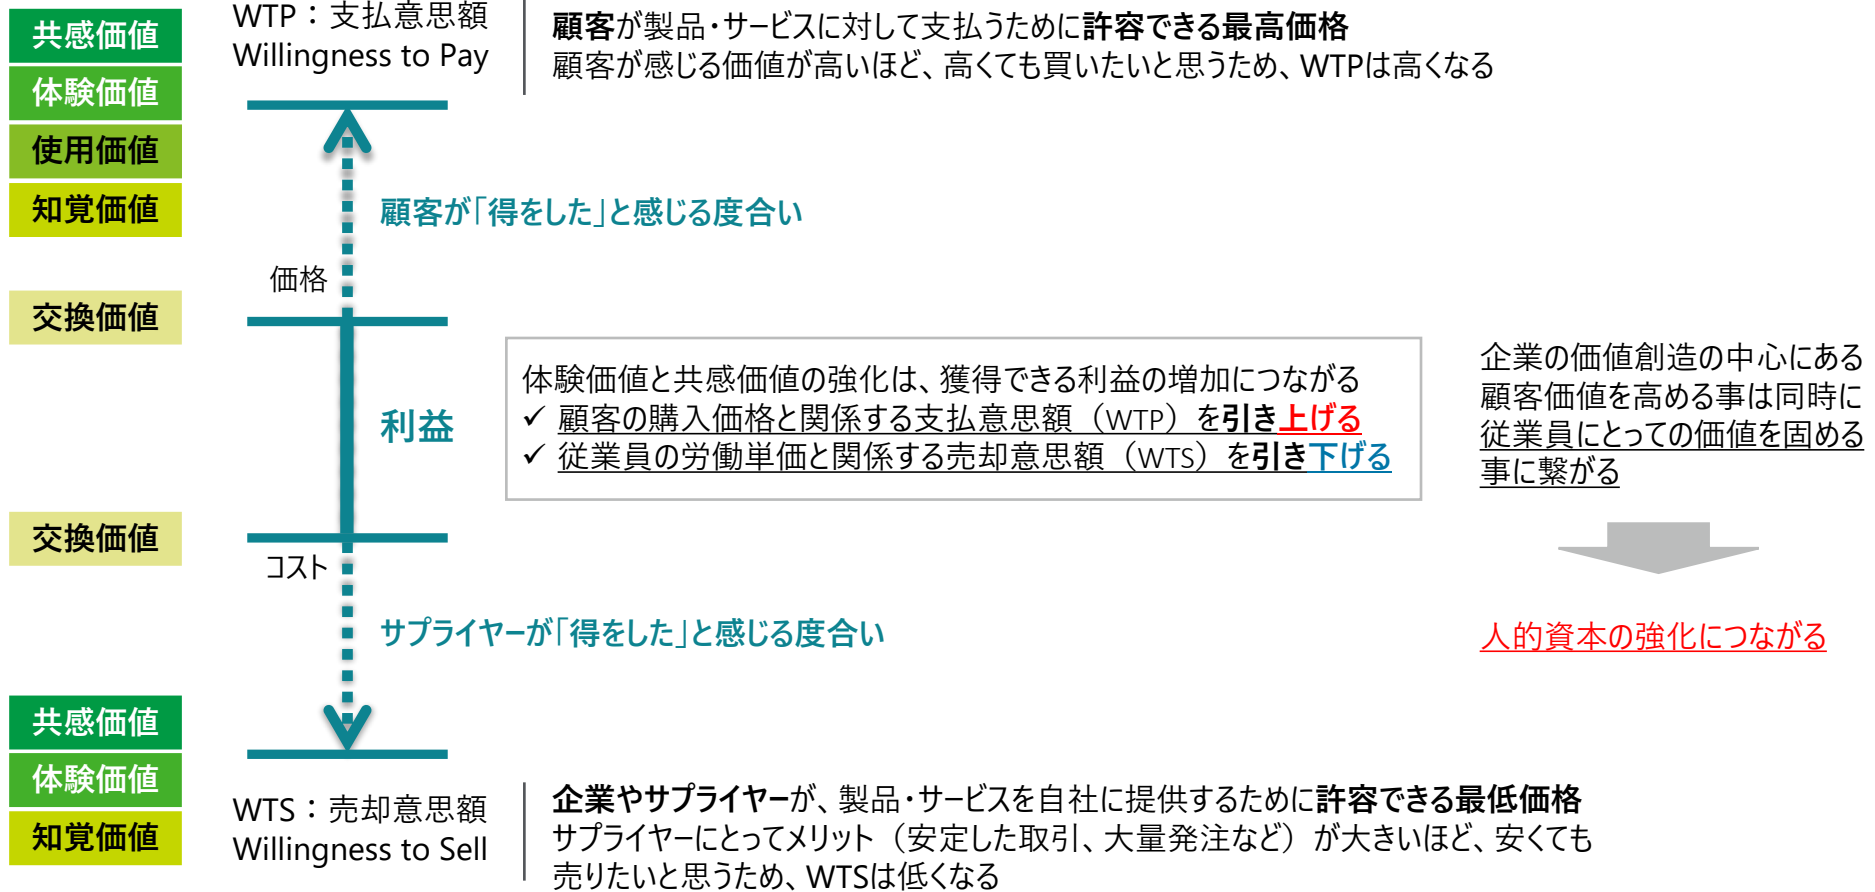 共感価値
体験価値
使用価値
知覚価値
WTP：支払意思額
Willingness to Pay
顧客が製品・サービスに対して支払うために許容できる最高価格
顧客が感じる価値が高いほど、高くても買いたいと思うため、WTPは高くなる
顧客が「得をした」と感じる度合い
価格
交換価値
利益
体験価値と共感価値の強化は、獲得できる利益の増加につながる
✓ 顧客の購入価格と関係する支払意思額（WTP）を引き上げる
✓ 従業員の労働単価と関係する売却意思額（WTS）を引き下げる
企業の価値創造の中心にある
顧客価値を高める事は同時に
従業員にとっての価値を固める
事に繋がる
人的資本の強化につながる
交換価値
コスト
サプライヤーが「得をした」と感じる度合い
共感価値
体験価値
知覚価値
WTS：売却意思額
Willingness to Sell
企業やサプライヤーが、製品・サービスを自社に提供するために許容できる最低価格
サプライヤーにとってメリット（安定した取引、大量発注など）が大きいほど、安くても
売りたいと思うため、WTSは低くなる